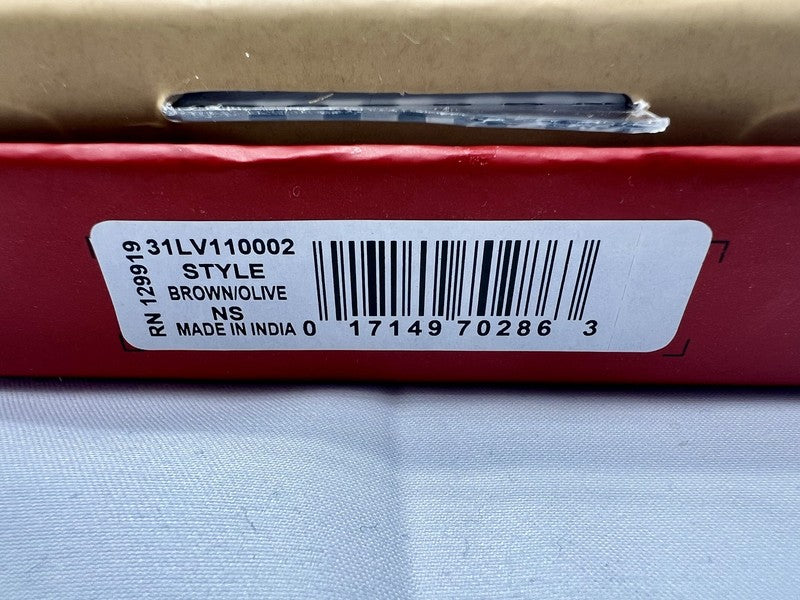 RN 129919
31LV110002
STYLE
BROWN/OLIVE
NS
MADE IN INDIA
0 17149 70286 3